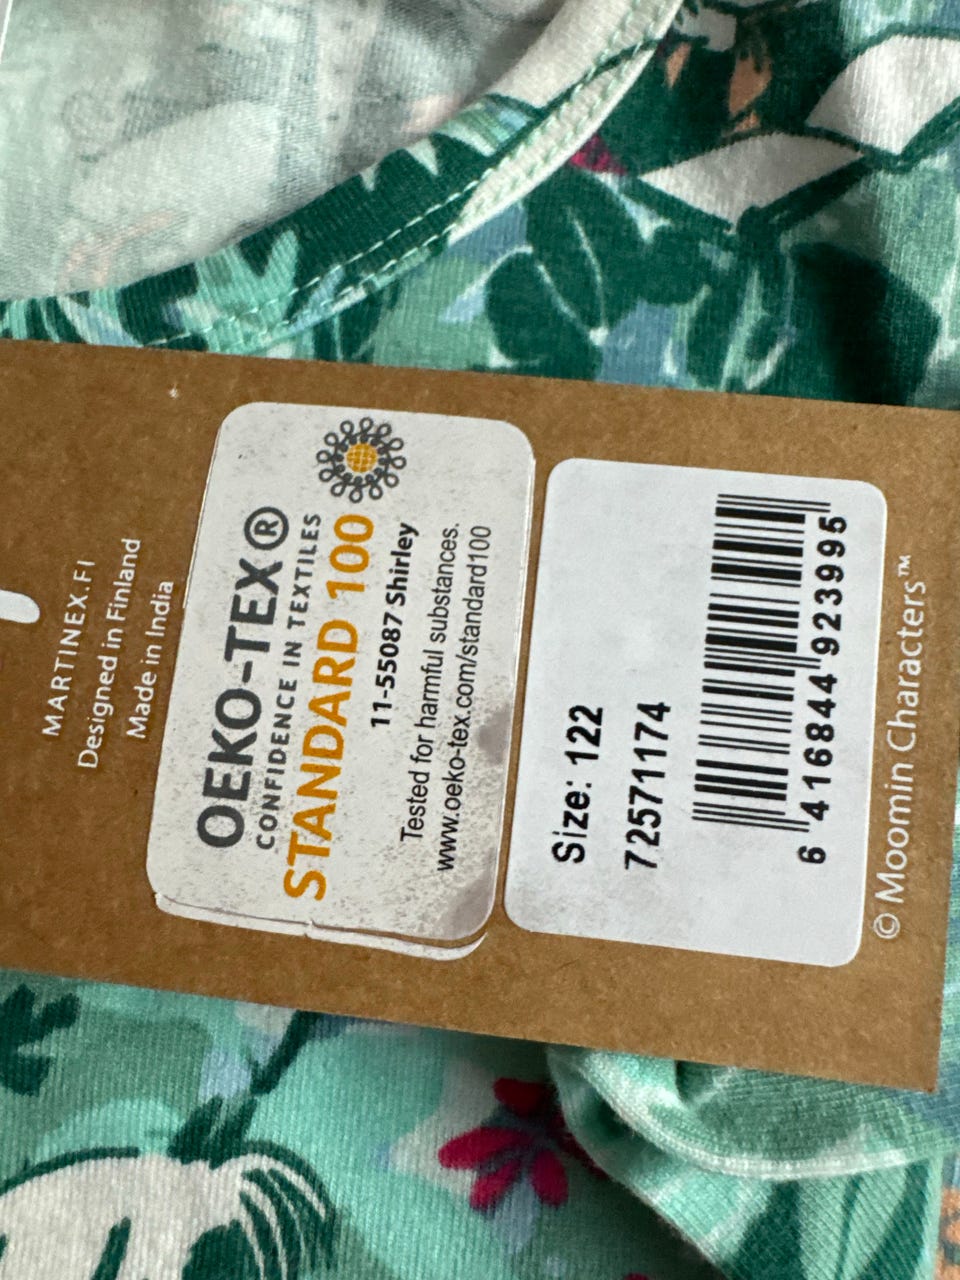 MARTINEX.FI
Designed in Finland
Made in India
OEKO-TEX®
CONFIDENCE IN TEXTILES
STANDARD 100
11-55087 Shirley
Tested for harmful substances.
www.oeko-tex.com/standard100
Size: 122
72571174
6 416844 923995
© Moomin Characters™